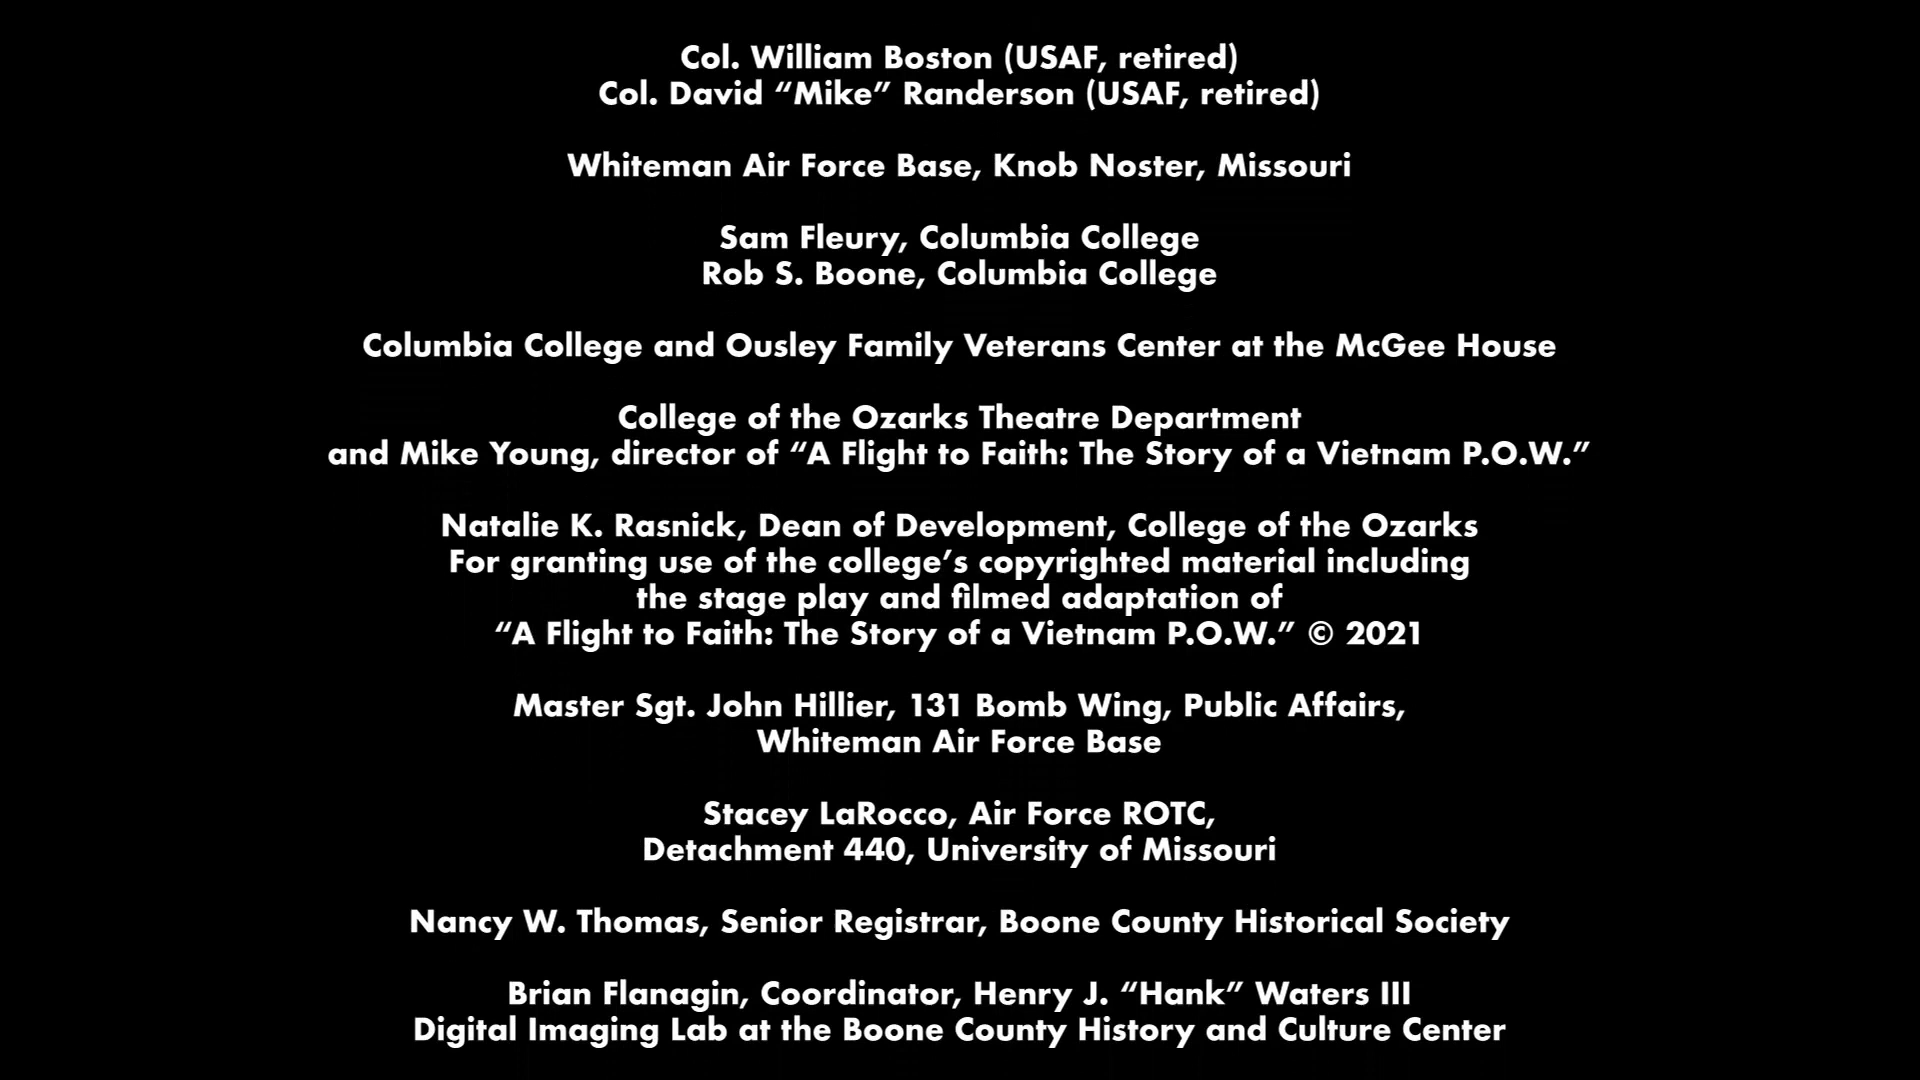 Col. William Boston (USAF, retired)
Col. David “Mike” Randerson (USAF, retired)
Whiteman Air Force Base, Knob Noster, Missouri
Sam Fleury, Columbia College
Rob S. Boone, Columbia College
Columbia College and Ousley Family Veterans Center at the McGee House
College of the Ozarks Theatre Department
and Mike Young, director of “A Flight to Faith: The Story of a Vietnam P.O.W.”
Natalie K. Rasnick, Dean of Development, College of the Ozarks
For granting use of the college’s copyrighted material including
the stage play and filmed adaptation of
“A Flight to Faith: The Story of a Vietnam P.O.W.” © 2021
Master Sgt. John Hillier, 131 Bomb Wing, Public Affairs,
Whiteman Air Force Base
Stacey LaRocco, Air Force ROTC,
Detachment 440, University of Missouri
Nancy W. Thomas, Senior Registrar, Boone County Historical Society
Brian Flanagin, Coordinator, Henry J. “Hank” Waters III
Digital Imaging Lab at the Boone County History and Culture Center